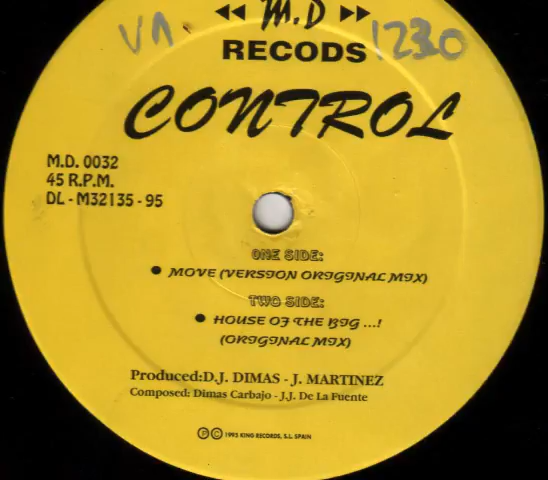 ◄◄ M.D ►►
VA. 1230
RECODS
CONTROL
M.D. 0032
45 R.P.M.
DL - M32135 - 95
ONE SIDE:
● MOVE (VERSION ORIGINAL MIX)
TWO SIDE:
● HOUSE OF THE BIG ...!
(ORIGINAL MIX)
Produced:D.J. DIMAS - J. MARTINEZ
Composed: Dimas Carbajo - J.J. De La Fuente
Ⓟ Ⓒ 1995 KING RECORDS, S.L. SPAIN